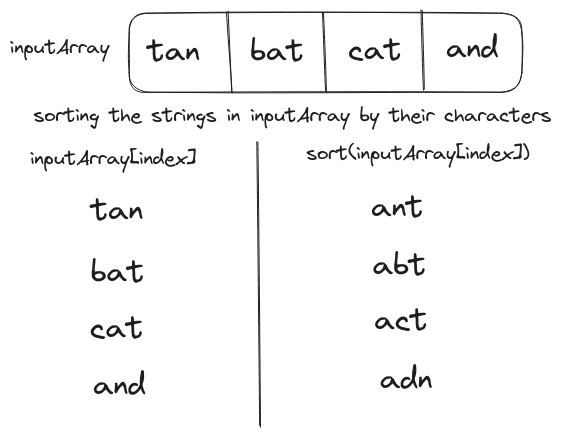 inputArray tan bat cat and
sorting the strings in inputArray by their characters
inputArray[index] sort(inputArray[index])
tan ant
bat abt
cat act
and adn